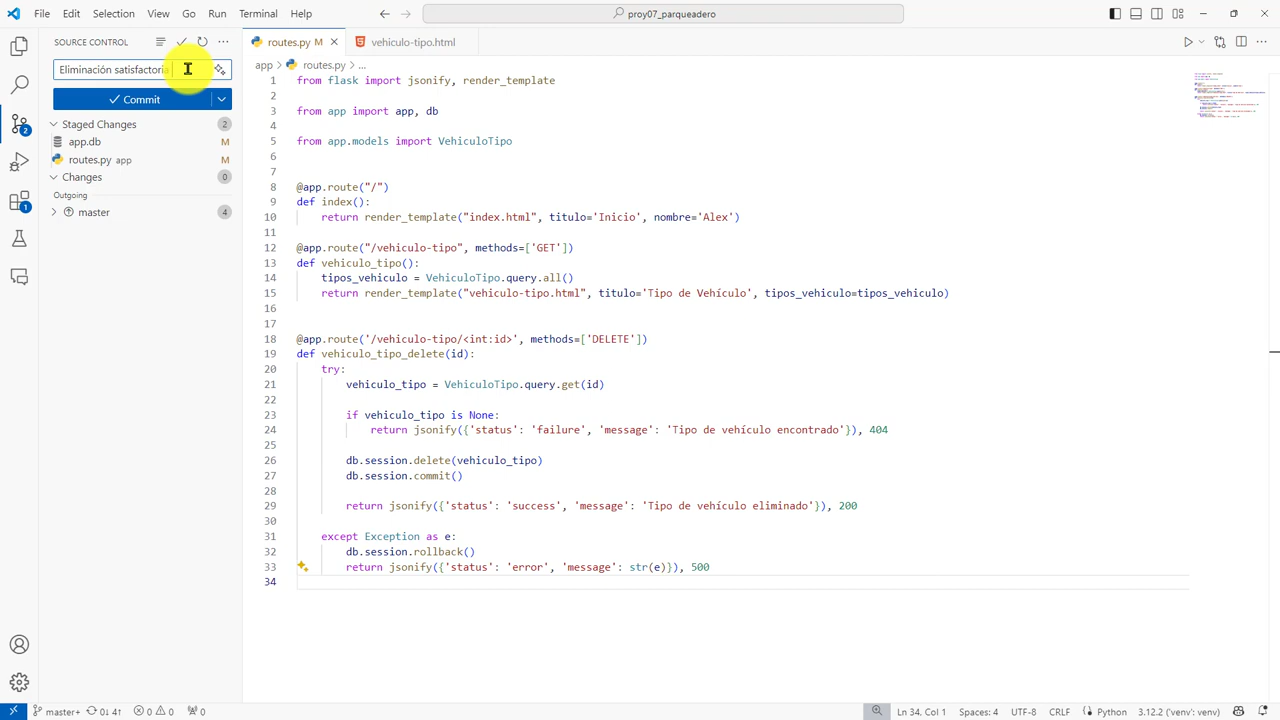 File Edit Selection View Go Run Terminal Help
proy07_parqueadero
SOURCE CONTROL
Eliminación satisfactoria
Commit
Staged Changes 2
app.db M
routes.py app M
Changes 0
Outgoing
master 4
2
1
routes.py M
vehiculo-tipo.html
app > routes.py > ...
1 from flask import jsonify, render_template
2
3 from app import app, db
4
5 from app.models import VehiculoTipo
6
7
8 @app.route("/")
9 def index():
10 return render_template("index.html", titulo='Inicio', nombre='Alex')
11
12 @app.route("/vehiculo-tipo", methods=['GET'])
13 def vehiculo_tipo():
14 tipos_vehiculo = VehiculoTipo.query.all()
15 return render_template("vehiculo-tipo.html", titulo='Tipo de Vehículo', tipos_vehiculo=tipos_vehiculo)
16
17
18 @app.route('/vehiculo-tipo/<int:id>', methods=['DELETE'])
19 def vehiculo_tipo_delete(id):
20 try:
21 vehiculo_tipo = VehiculoTipo.query.get(id)
22
23 if vehiculo_tipo is None:
24 return jsonify({'status': 'failure', 'message': 'Tipo de vehículo encontrado'}), 404
25
26 db.session.delete(vehiculo_tipo)
27 db.session.commit()
28
29 return jsonify({'status': 'success', 'message': 'Tipo de vehículo eliminado'}), 200
30
31 except Exception as e:
32 db.session.rollback()
33 return jsonify({'status': 'error', 'message': str(e)}), 500
34
master+ 0↓ 4↑ 0 0 0
Ln 34, Col 1 Spaces: 4 UTF-8 CRLF Python 3.12.2 ('venv': venv)